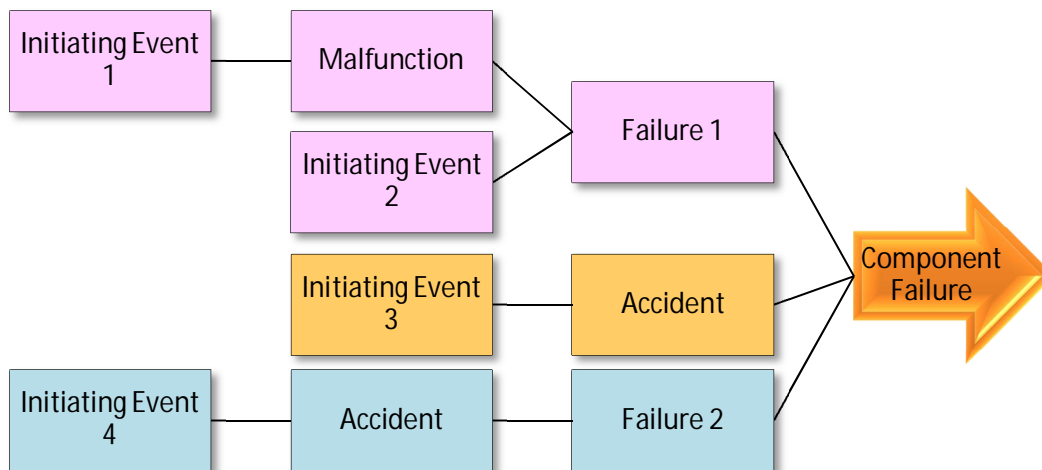 Initiating Event
1
Malfunction
Initiating Event
2
Failure 1
Initiating Event
3
Accident
Component
Failure
Initiating Event
4
Accident
Failure 2